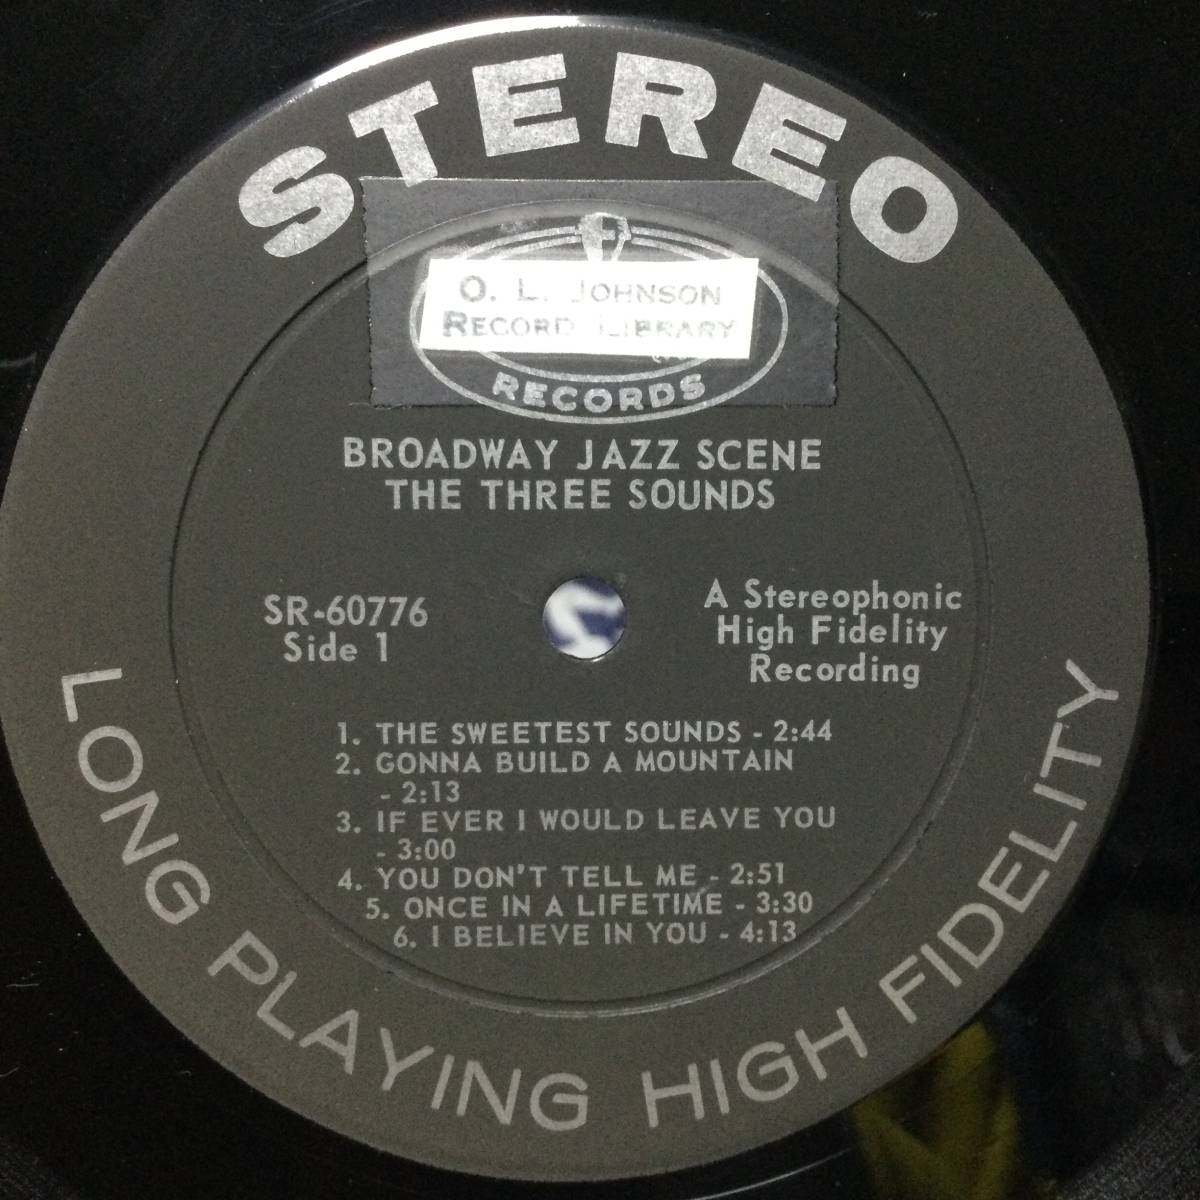 STEREO
O. L. JOHNSON
RECORD LIBRARY
RECORDS
BROADWAY JAZZ SCENE
THE THREE SOUNDS
SR-60776
Side 1
A Stereophonic
High Fidelity
Recording
1. THE SWEETEST SOUNDS - 2:44
2. GONNA BUILD A MOUNTAIN
- 2:13
3. IF EVER I WOULD LEAVE YOU
- 3:00
4. YOU DON'T TELL ME - 2:51
5. ONCE IN A LIFETIME - 3:30
6. I BELIEVE IN YOU - 4:13
LONG PLAYING HIGH FIDELITY